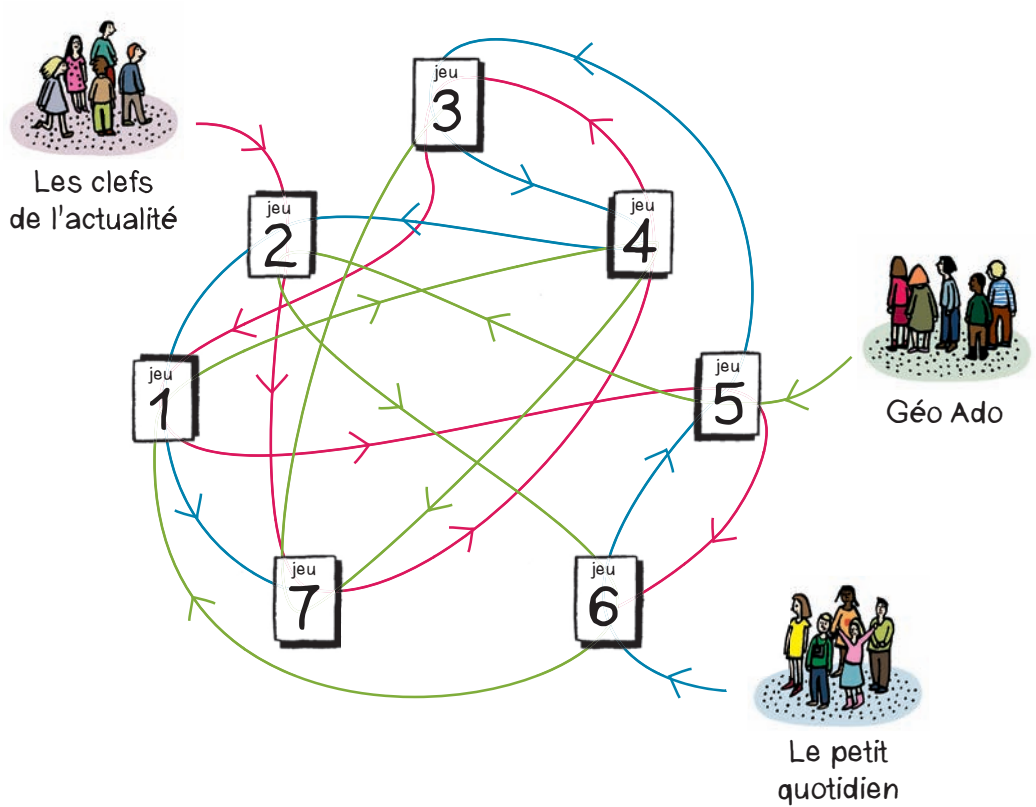 jeu
3
Les clefs
de l'actualité
jeu
2
jeu
4
jeu
1
jeu
5
Géo Ado
jeu
7
jeu
6
Le petit
quotidien